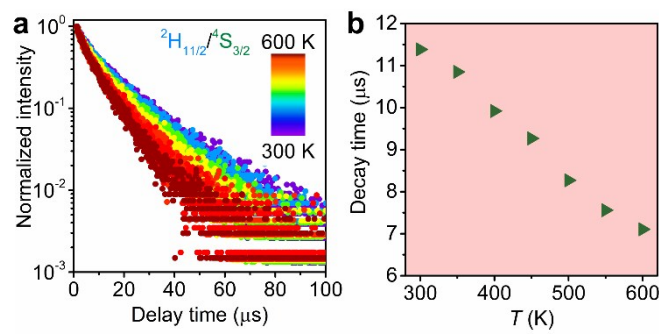 a
b
²H₁₁/₂/⁴S₃/₂
600 K
300 K
Normalized intensity
10⁰
10⁻¹
10⁻²
10⁻³
0 20 40 60 80 100
Delay time (μs)
Decay time (μs)
12
11
10
9
8
7
6
300 400 500 600
T (K)